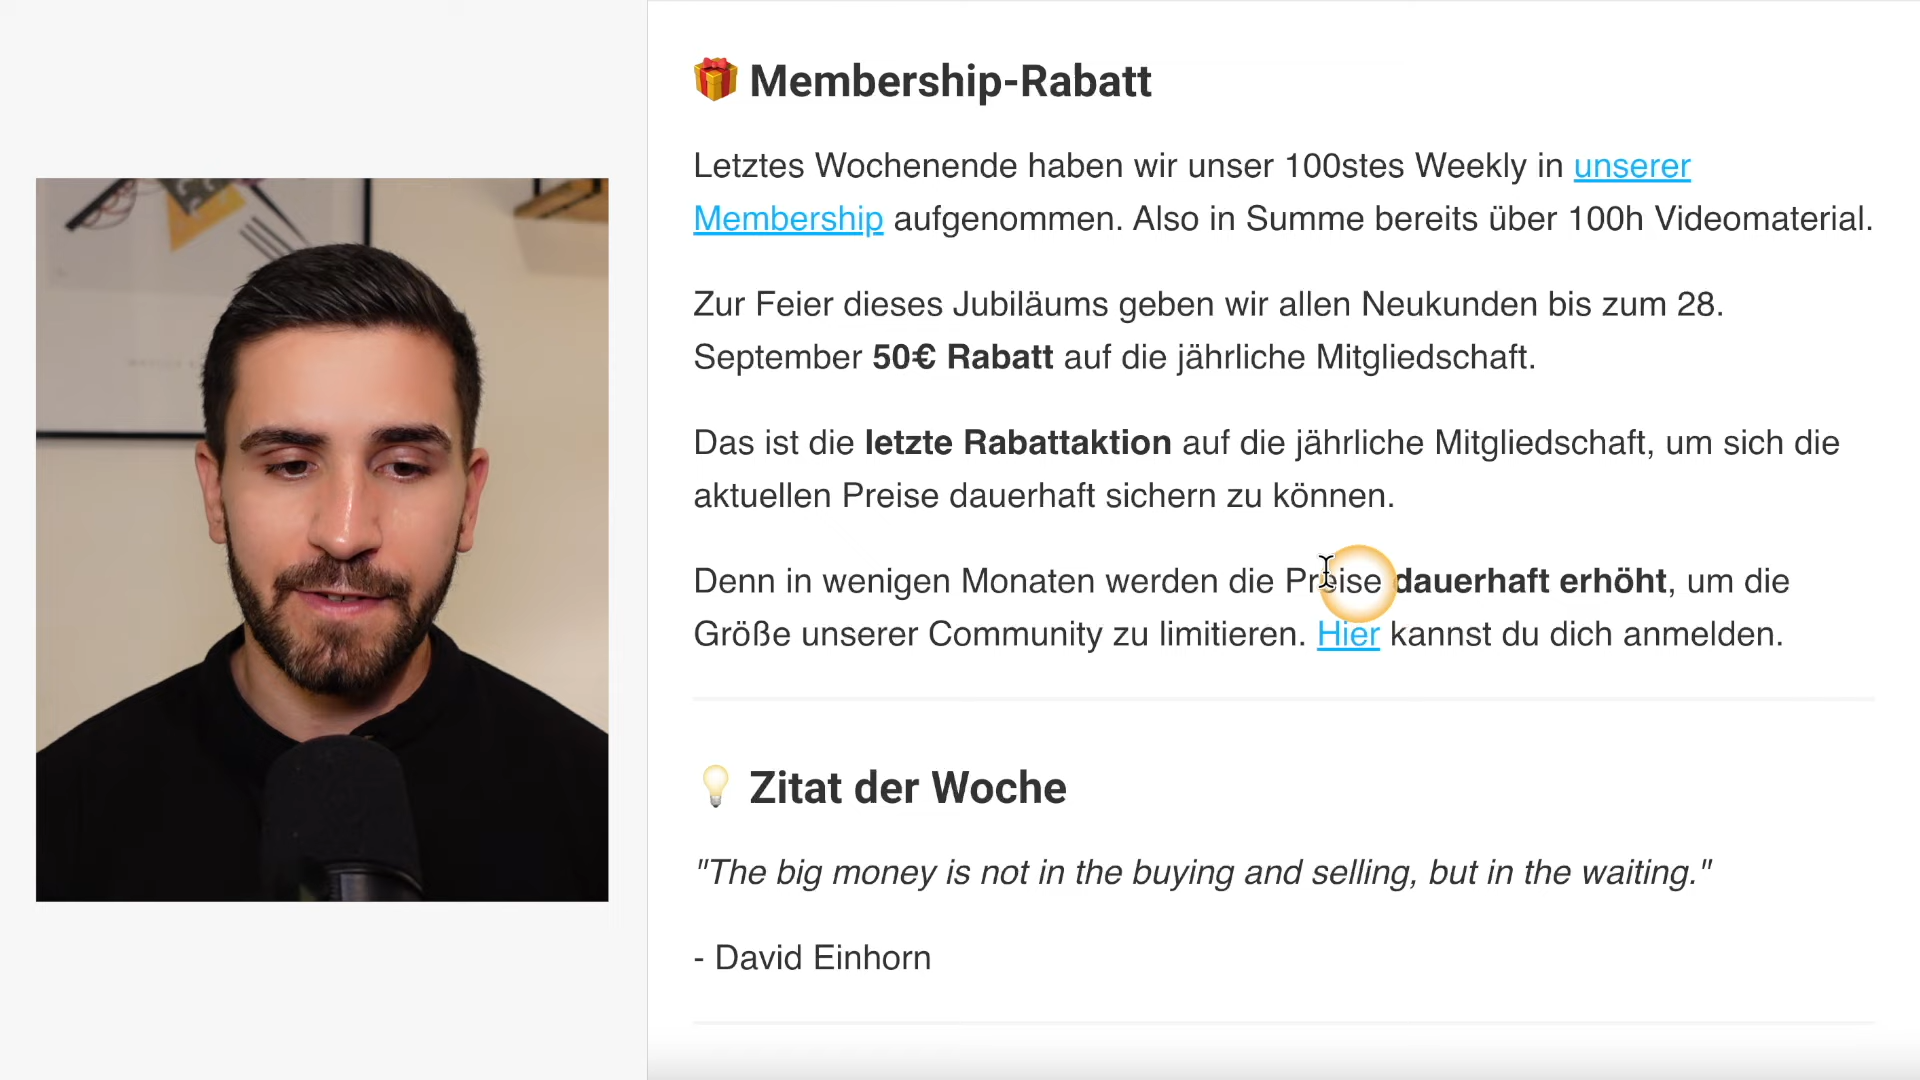 Membership-Rabatt
Letztes Wochenende haben wir unser 100stes Weekly in unserer
Membership aufgenommen. Also in Summe bereits über 100h Videomaterial.
Zur Feier dieses Jubiläums geben wir allen Neukunden bis zum 28.
September 50€ Rabatt auf die jährliche Mitgliedschaft.
Das ist die letzte Rabattaktion auf die jährliche Mitgliedschaft, um sich die
aktuellen Preise dauerhaft sichern zu können.
Denn in wenigen Monaten werden die Preise dauerhaft erhöht, um die
Größe unserer Community zu limitieren. Hier kannst du dich anmelden.
Zitat der Woche
"The big money is not in the buying and selling, but in the waiting."
- David Einhorn